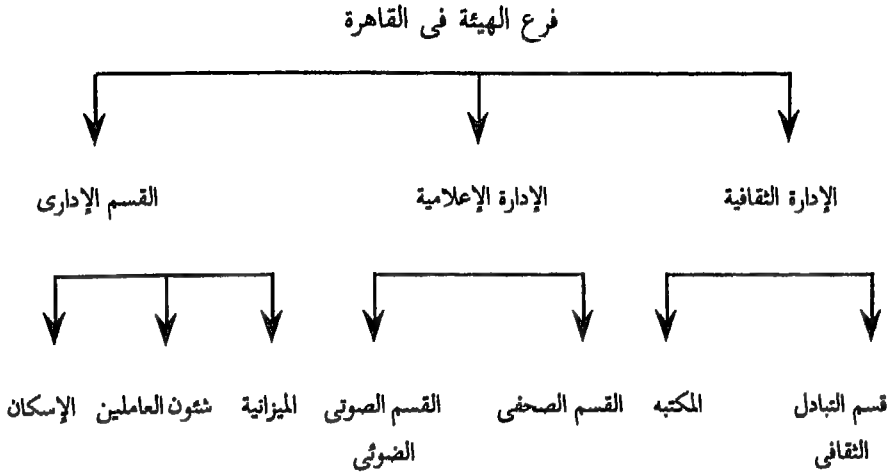 فرع الهيئة فى القاهرة
الإدارة الثقافية الإدارة الإعلامية القسم الإدارى
قسم التبادل المكتبه القسم الصحفى القسم الصوتى الميزانية شئون العاملين الإسكان
الثقافى الضوئى